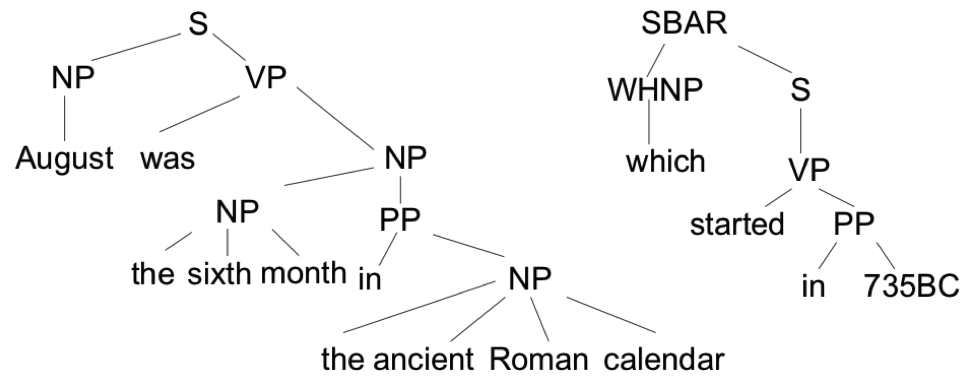 S SBAR
NP VP WHNP S
August was NP which VP
NP PP started PP
the sixth month in NP in 735BC
the ancient Roman calendar